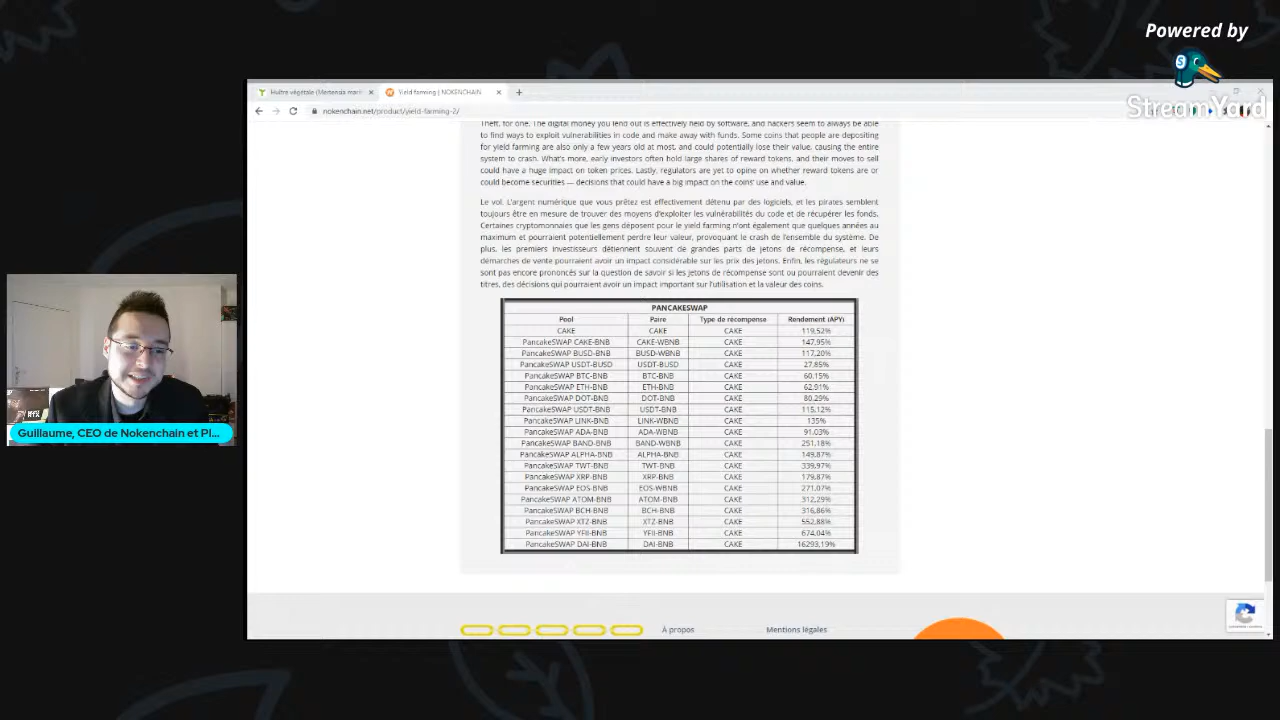 Powered by
StreamYard
Huître végétale (Mertensia mari
Yield farming | NOKENCHAIN
nokenchain.net/product/yield-farming-2/
Theft, for one. The digital money you lend out is effectively held by software, and hackers seem to always be able
to find ways to exploit vulnerabilities in code and make away with funds. Some coins that people are depositing
for yield farming are also only a few years old at most, and could potentially lose their value, causing the entire
system to crash. What's more, early investors often hold large shares of reward tokens, and their moves to sell
could have a huge impact on token prices. Lastly, regulators are yet to opine on whether reward tokens are or
could become securities — decisions that could have a big impact on the coins' use and value.
Le vol. L'argent numérique que vous prêtez est effectivement détenu par des logiciels, et les pirates semblent
toujours être en mesure de trouver des moyens d'exploiter les vulnérabilités du code et de récupérer les fonds.
Certaines cryptomonnaies que les gens déposent pour le yield farming n'ont également que quelques années au
maximum et pourraient potentiellement perdre leur valeur, provoquant le crash de l'ensemble du système. De
plus, les premiers investisseurs détiennent souvent de grandes parts de jetons de récompense, et leurs
démarches de vente pourraient avoir un impact considérable sur les prix des jetons. Enfin, les régulateurs ne se
sont pas encore prononcés sur la question de savoir si les jetons de récompense sont ou pourraient devenir des
titres, des décisions qui pourraient avoir un impact important sur l'utilisation et la valeur des coins.
PANCAKESWAP
Pool Paire Type de récompense Rendement (APY)
CAKE CAKE CAKE 119,52%
PancakeSWAP CAKE-BNB CAKE-WBNB CAKE 147,95%
PancakeSWAP BUSD-BNB BUSD-WBNB CAKE 117,20%
PancakeSWAP USDT-BUSD USDT-BUSD CAKE 27,85%
PancakeSWAP BTC-BNB BTC-BNB CAKE 60,15%
PancakeSWAP ETH-BNB ETH-BNB CAKE 62,91%
PancakeSWAP DOT-BNB DOT-BNB CAKE 80,29%
PancakeSWAP USDT-BNB USDT-BNB CAKE 115,12%
PancakeSWAP LINK-BNB LINK-WBNB CAKE 135%
PancakeSWAP ADA-BNB ADA-WBNB CAKE 91,03%
PancakeSWAP BAND-BNB BAND-WBNB CAKE 251,18%
PancakeSWAP ALPHA-BNB ALPHA-BNB CAKE 149,87%
PancakeSWAP TWT-BNB TWT-BNB CAKE 339,97%
PancakeSWAP XRP-BNB XRP-BNB CAKE 179,87%
PancakeSWAP EOS-BNB EOS-WBNB CAKE 271,07%
PancakeSWAP ATOM-BNB ATOM-BNB CAKE 312,29%
PancakeSWAP BCH-BNB BCH-BNB CAKE 316,86%
PancakeSWAP XTZ-BNB XTZ-BNB CAKE 552,88%
PancakeSWAP YFII-BNB YFII-BNB CAKE 674,04%
PancakeSWAP DAI-BNB DAI-BNB CAKE 16293,19%
Guillaume, CEO de Nokenchain et Pl...
À propos Mentions légales